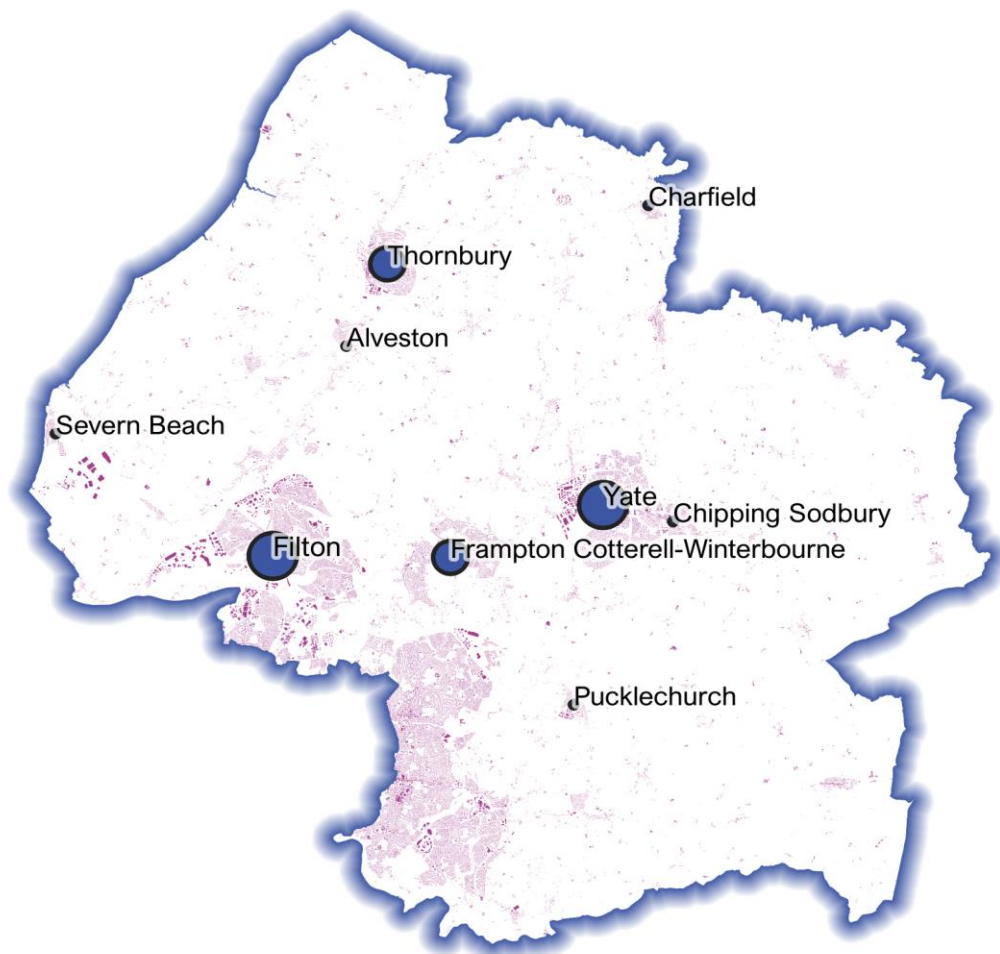 Charfield
Thornbury
Alveston
Severn Beach
Yate
Chipping Sodbury
Filton
Frampton Cotterell-Winterbourne
Pucklechurch